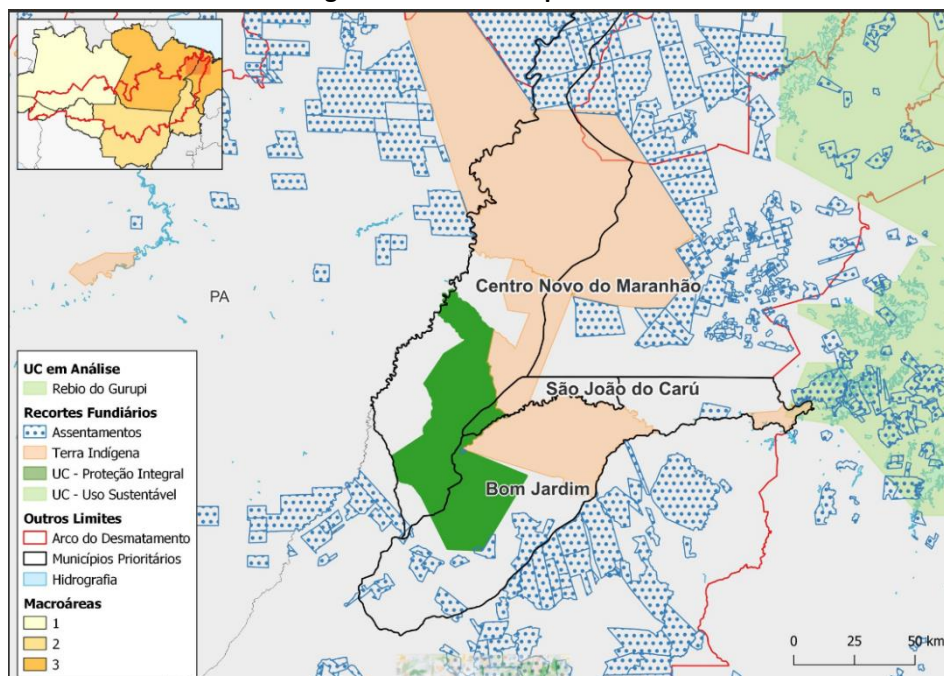 PA
Centro Novo do Maranhão
São João do Carú
Bom Jardim
UC em Análise
Rebio do Gurupi
Recortes Fundiários
Assentamentos
Terra Indígena
UC - Proteção Integral
UC - Uso Sustentável
Outros Limites
Arco do Desmatamento
Municípios Prioritários
Hidrografia
Macroáreas
1
2
3
0 25 50 km